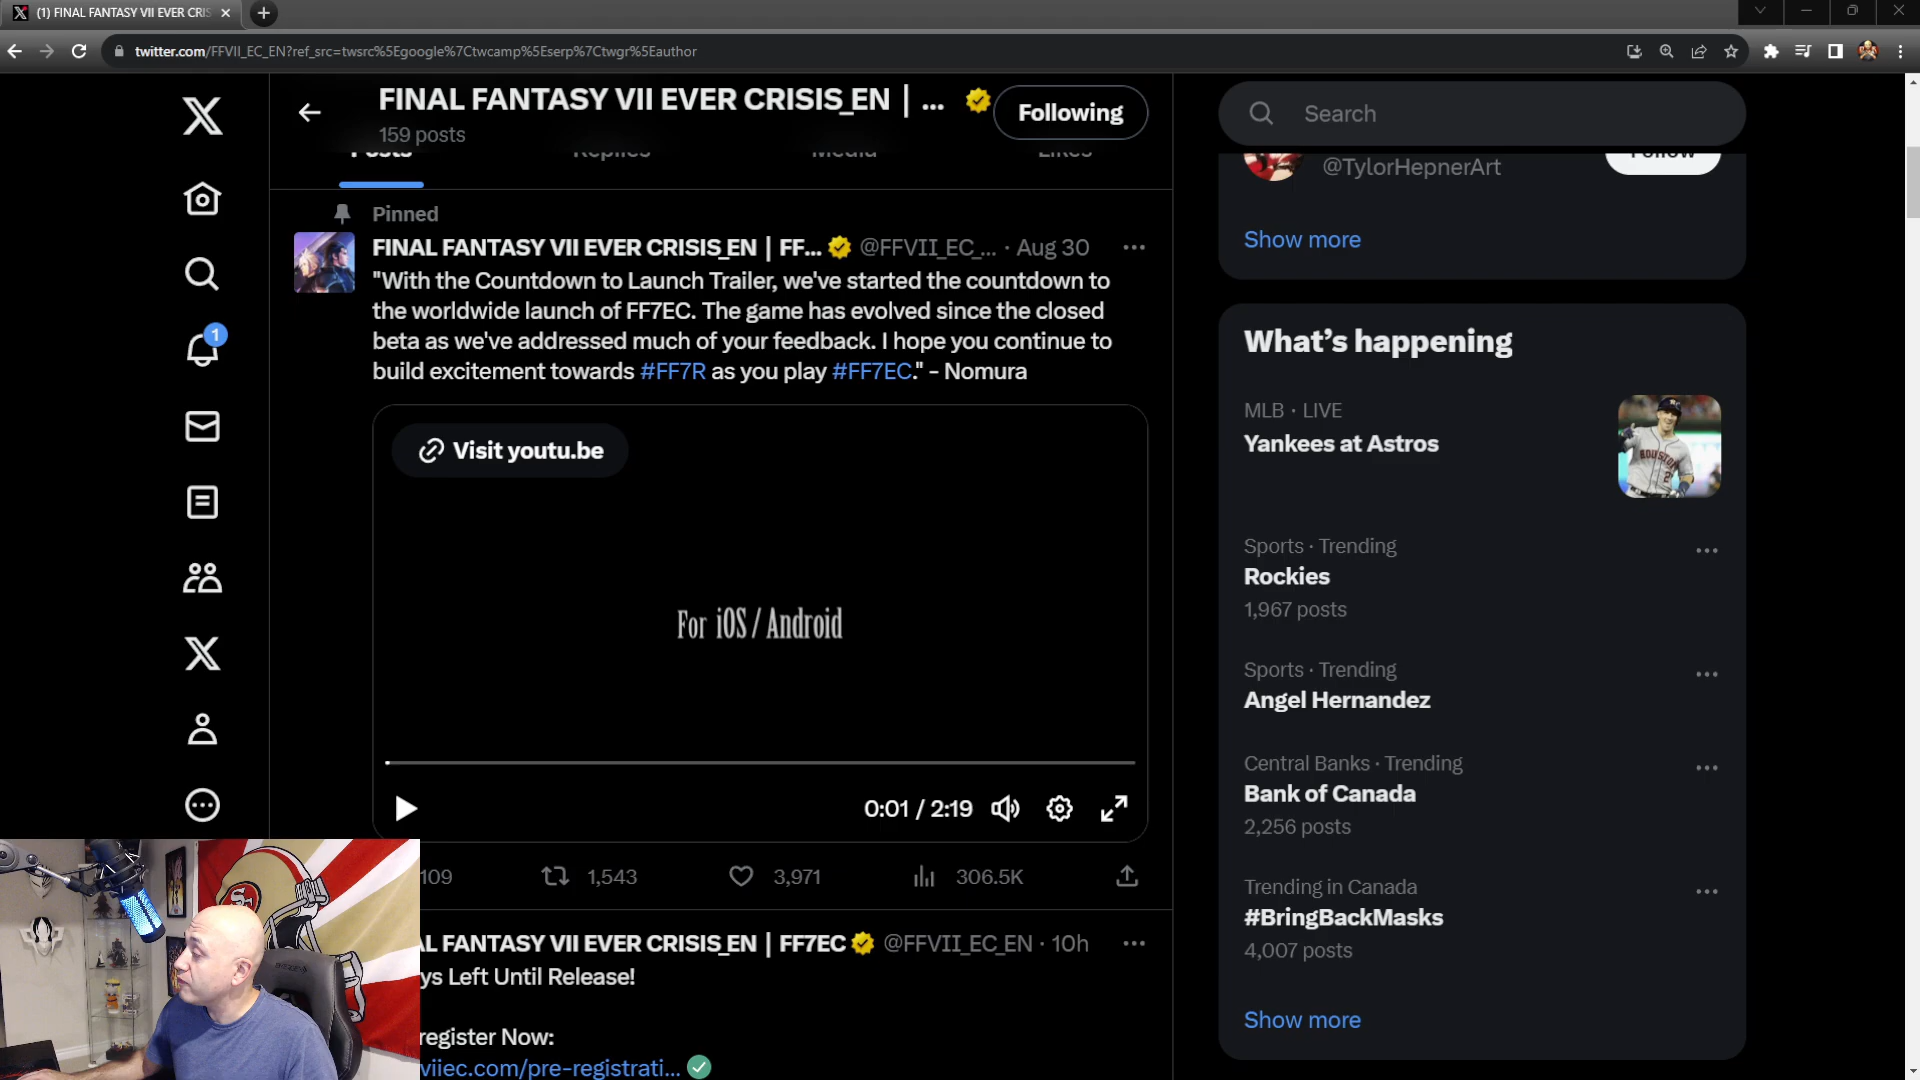 (1) FINAL FANTASY VII EVER CRIS
twitter.com/FFVII_EC_EN?ref_src=twsrc%5Egoogle%7Ctwcamp%5Eserp%7Ctwgr%5Eauthor
FINAL FANTASY VII EVER CRISIS_EN | ...
159 posts
Following
Posts
Replies
Media
Likes
Pinned
FINAL FANTASY VII EVER CRISIS_EN | FF... @FFVII_EC_... · Aug 30
"With the Countdown to Launch Trailer, we've started the countdown to
the worldwide launch of FF7EC. The game has evolved since the closed
beta as we've addressed much of your feedback. I hope you continue to
build excitement towards #FF7R as you play #FF7EC." - Nomura
Visit youtu.be
For iOS / Android
0:01 / 2:19
109
1,543
3,971
306.5K
AL FANTASY VII EVER CRISIS_EN | FF7EC @FFVII_EC_EN · 10h
ys Left Until Release!
register Now:
viiec.com/pre-registrati...
1
Search
@TylorHepnerArt
Follow
Show more
What's happening
MLB · LIVE
Yankees at Astros
HOUSTON
Sports · Trending
Rockies
1,967 posts
Sports · Trending
Angel Hernandez
Central Banks · Trending
Bank of Canada
2,256 posts
Trending in Canada
#BringBackMasks
4,007 posts
Show more